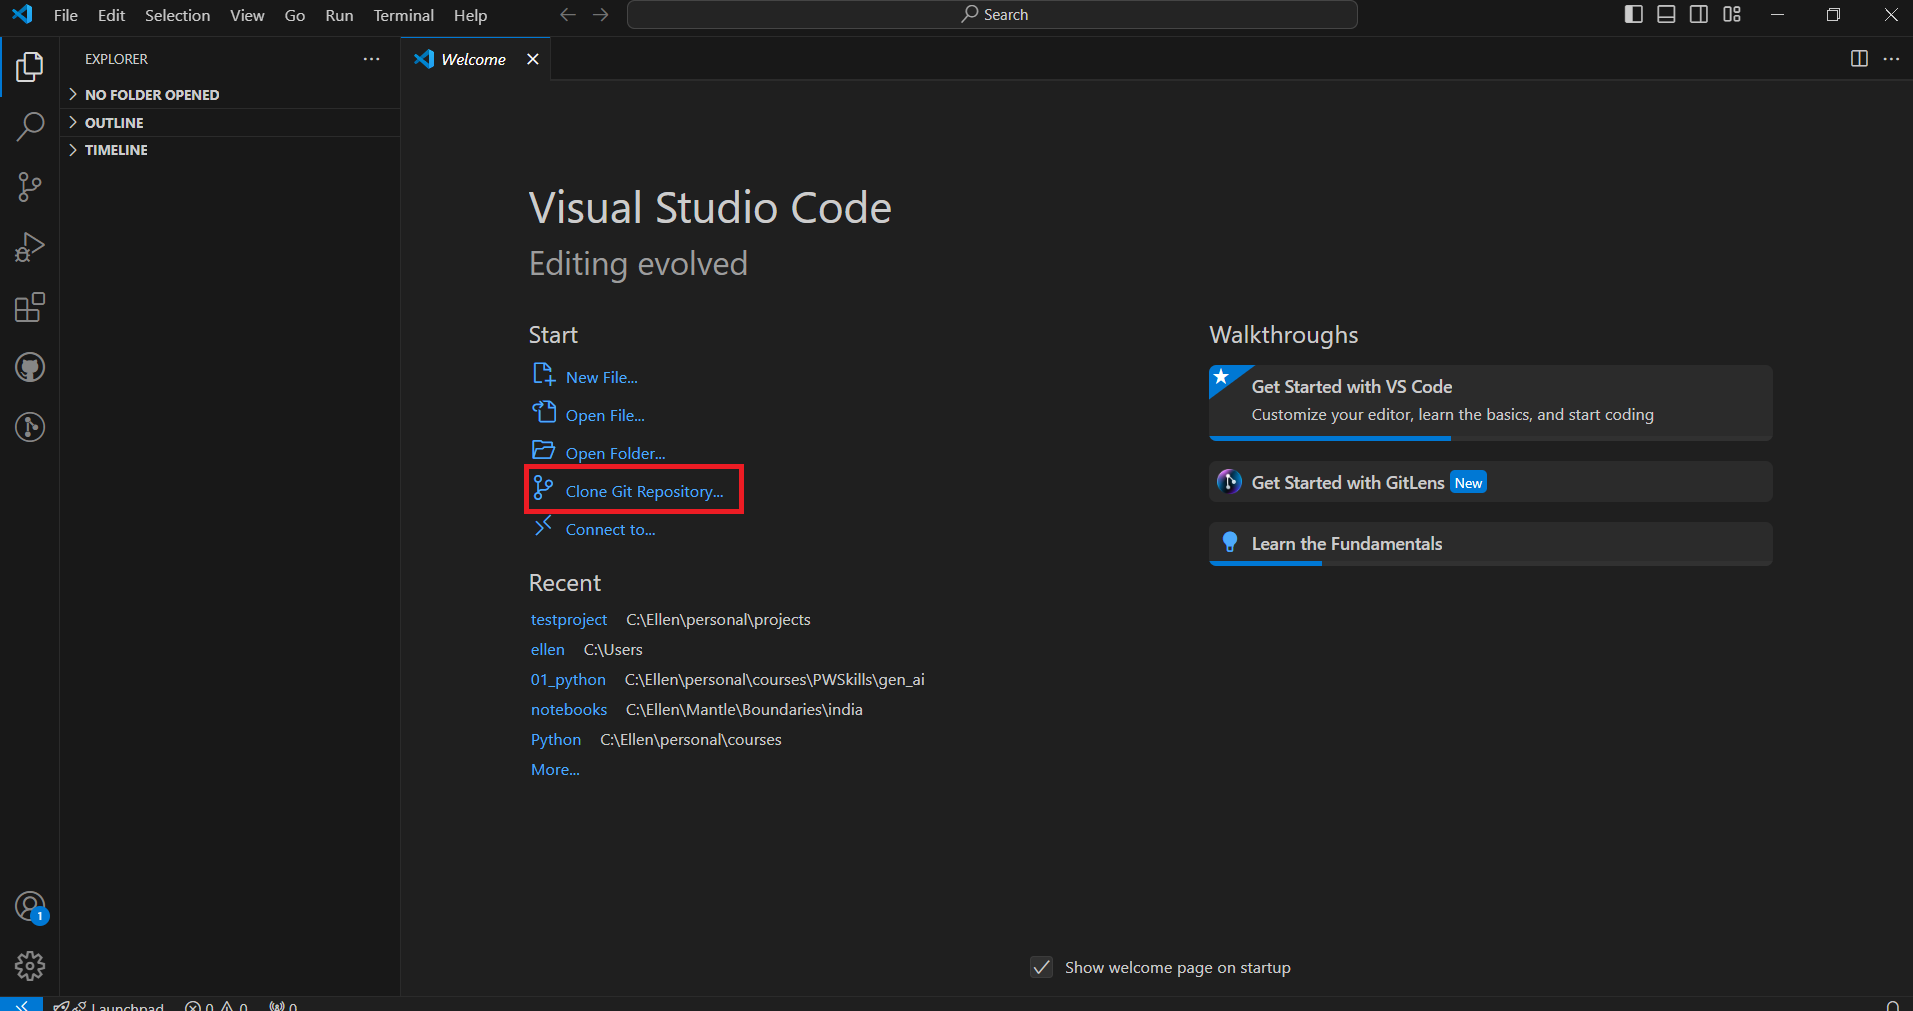 File Edit Selection View Go Run Terminal Help Search
EXPLORER
Welcome
NO FOLDER OPENED
OUTLINE
TIMELINE
Visual Studio Code
Editing evolved
Start
New File...
Open File...
Open Folder...
Clone Git Repository...
Connect to...
Recent
testproject C:\Ellen\personal\projects
ellen C:\Users
01_python C:\Ellen\personal\courses\PWSkills\gen_ai
notebooks C:\Ellen\Mantle\Boundaries\india
Python C:\Ellen\personal\courses
More...
Walkthroughs
Get Started with VS Code
Customize your editor, learn the basics, and start coding
Get Started with GitLens New
Learn the Fundamentals
1
Show welcome page on startup
Launchpad 0 0 0